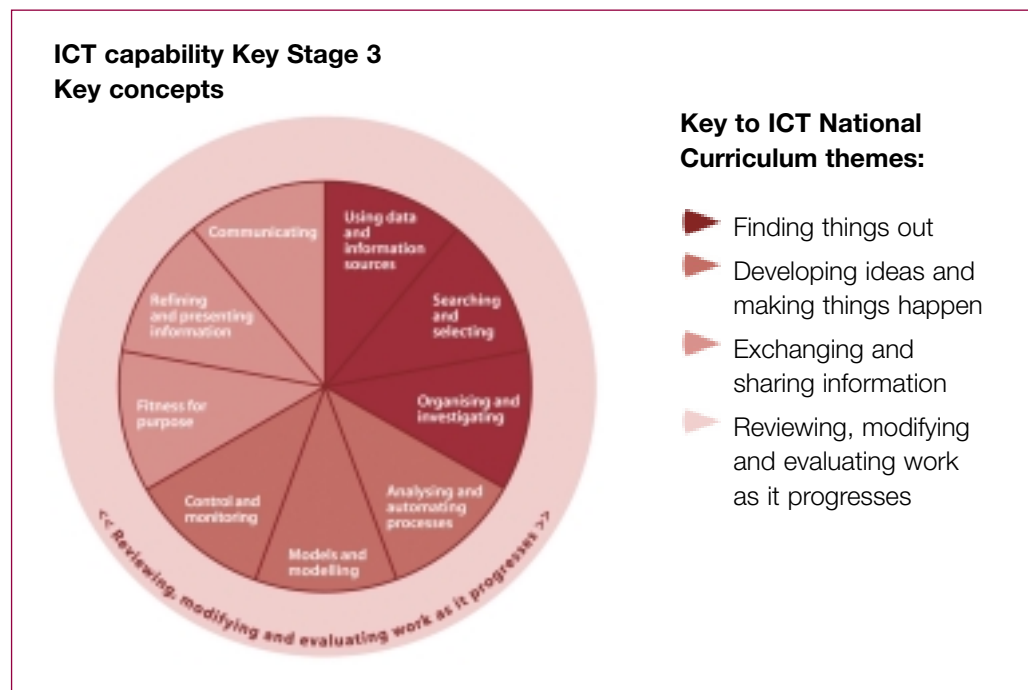 ICT capability Key Stage 3
Key concepts
Using data
and
information
sources
Searching
and
selecting
Organising and
investigating
Analysing and
automating
processes
Models and
modelling
Control and
monitoring
Fitness for
purpose
Refining
and presenting
information
Communicating
<< Reviewing, modifying and evaluating work as it progresses >>
Key to ICT National
Curriculum themes:
Finding things out
Developing ideas and
making things happen
Exchanging and
sharing information
Reviewing, modifying
and evaluating work
as it progresses